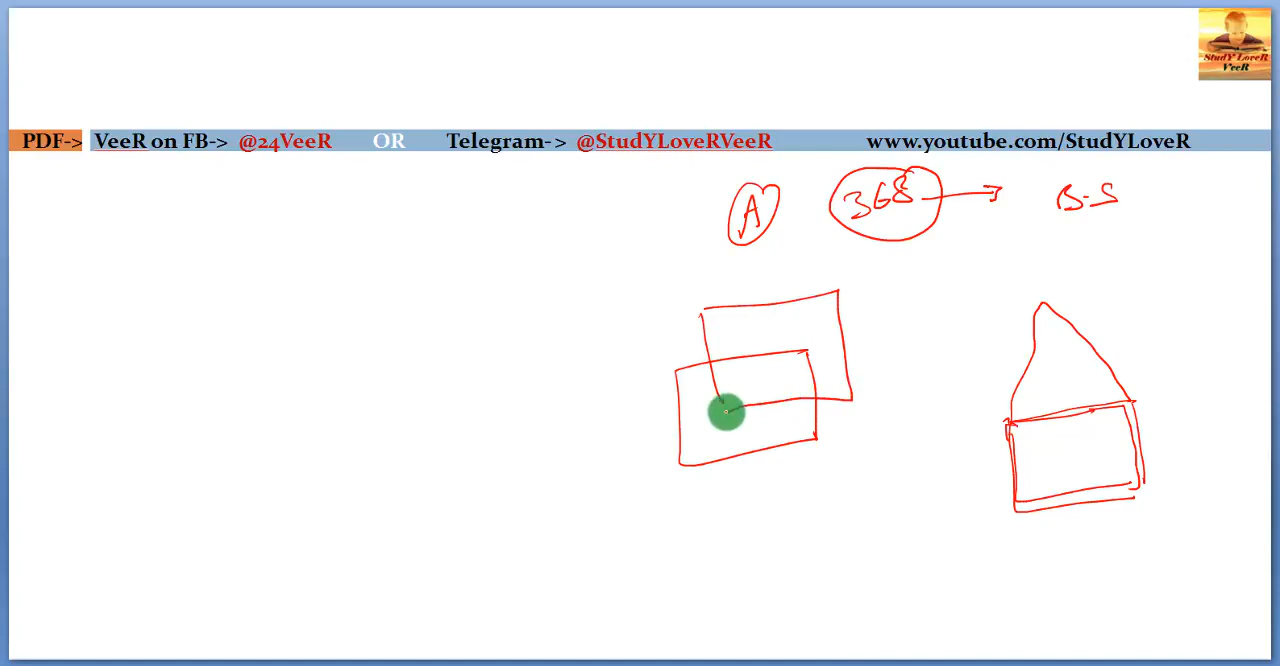 StudY LoveR
VeeR
PDF-> VeeR on FB-> @24VeeR OR Telegram-> @StudYLoveRVeeR www.youtube.com/StudYLoveR
A 368 B-S